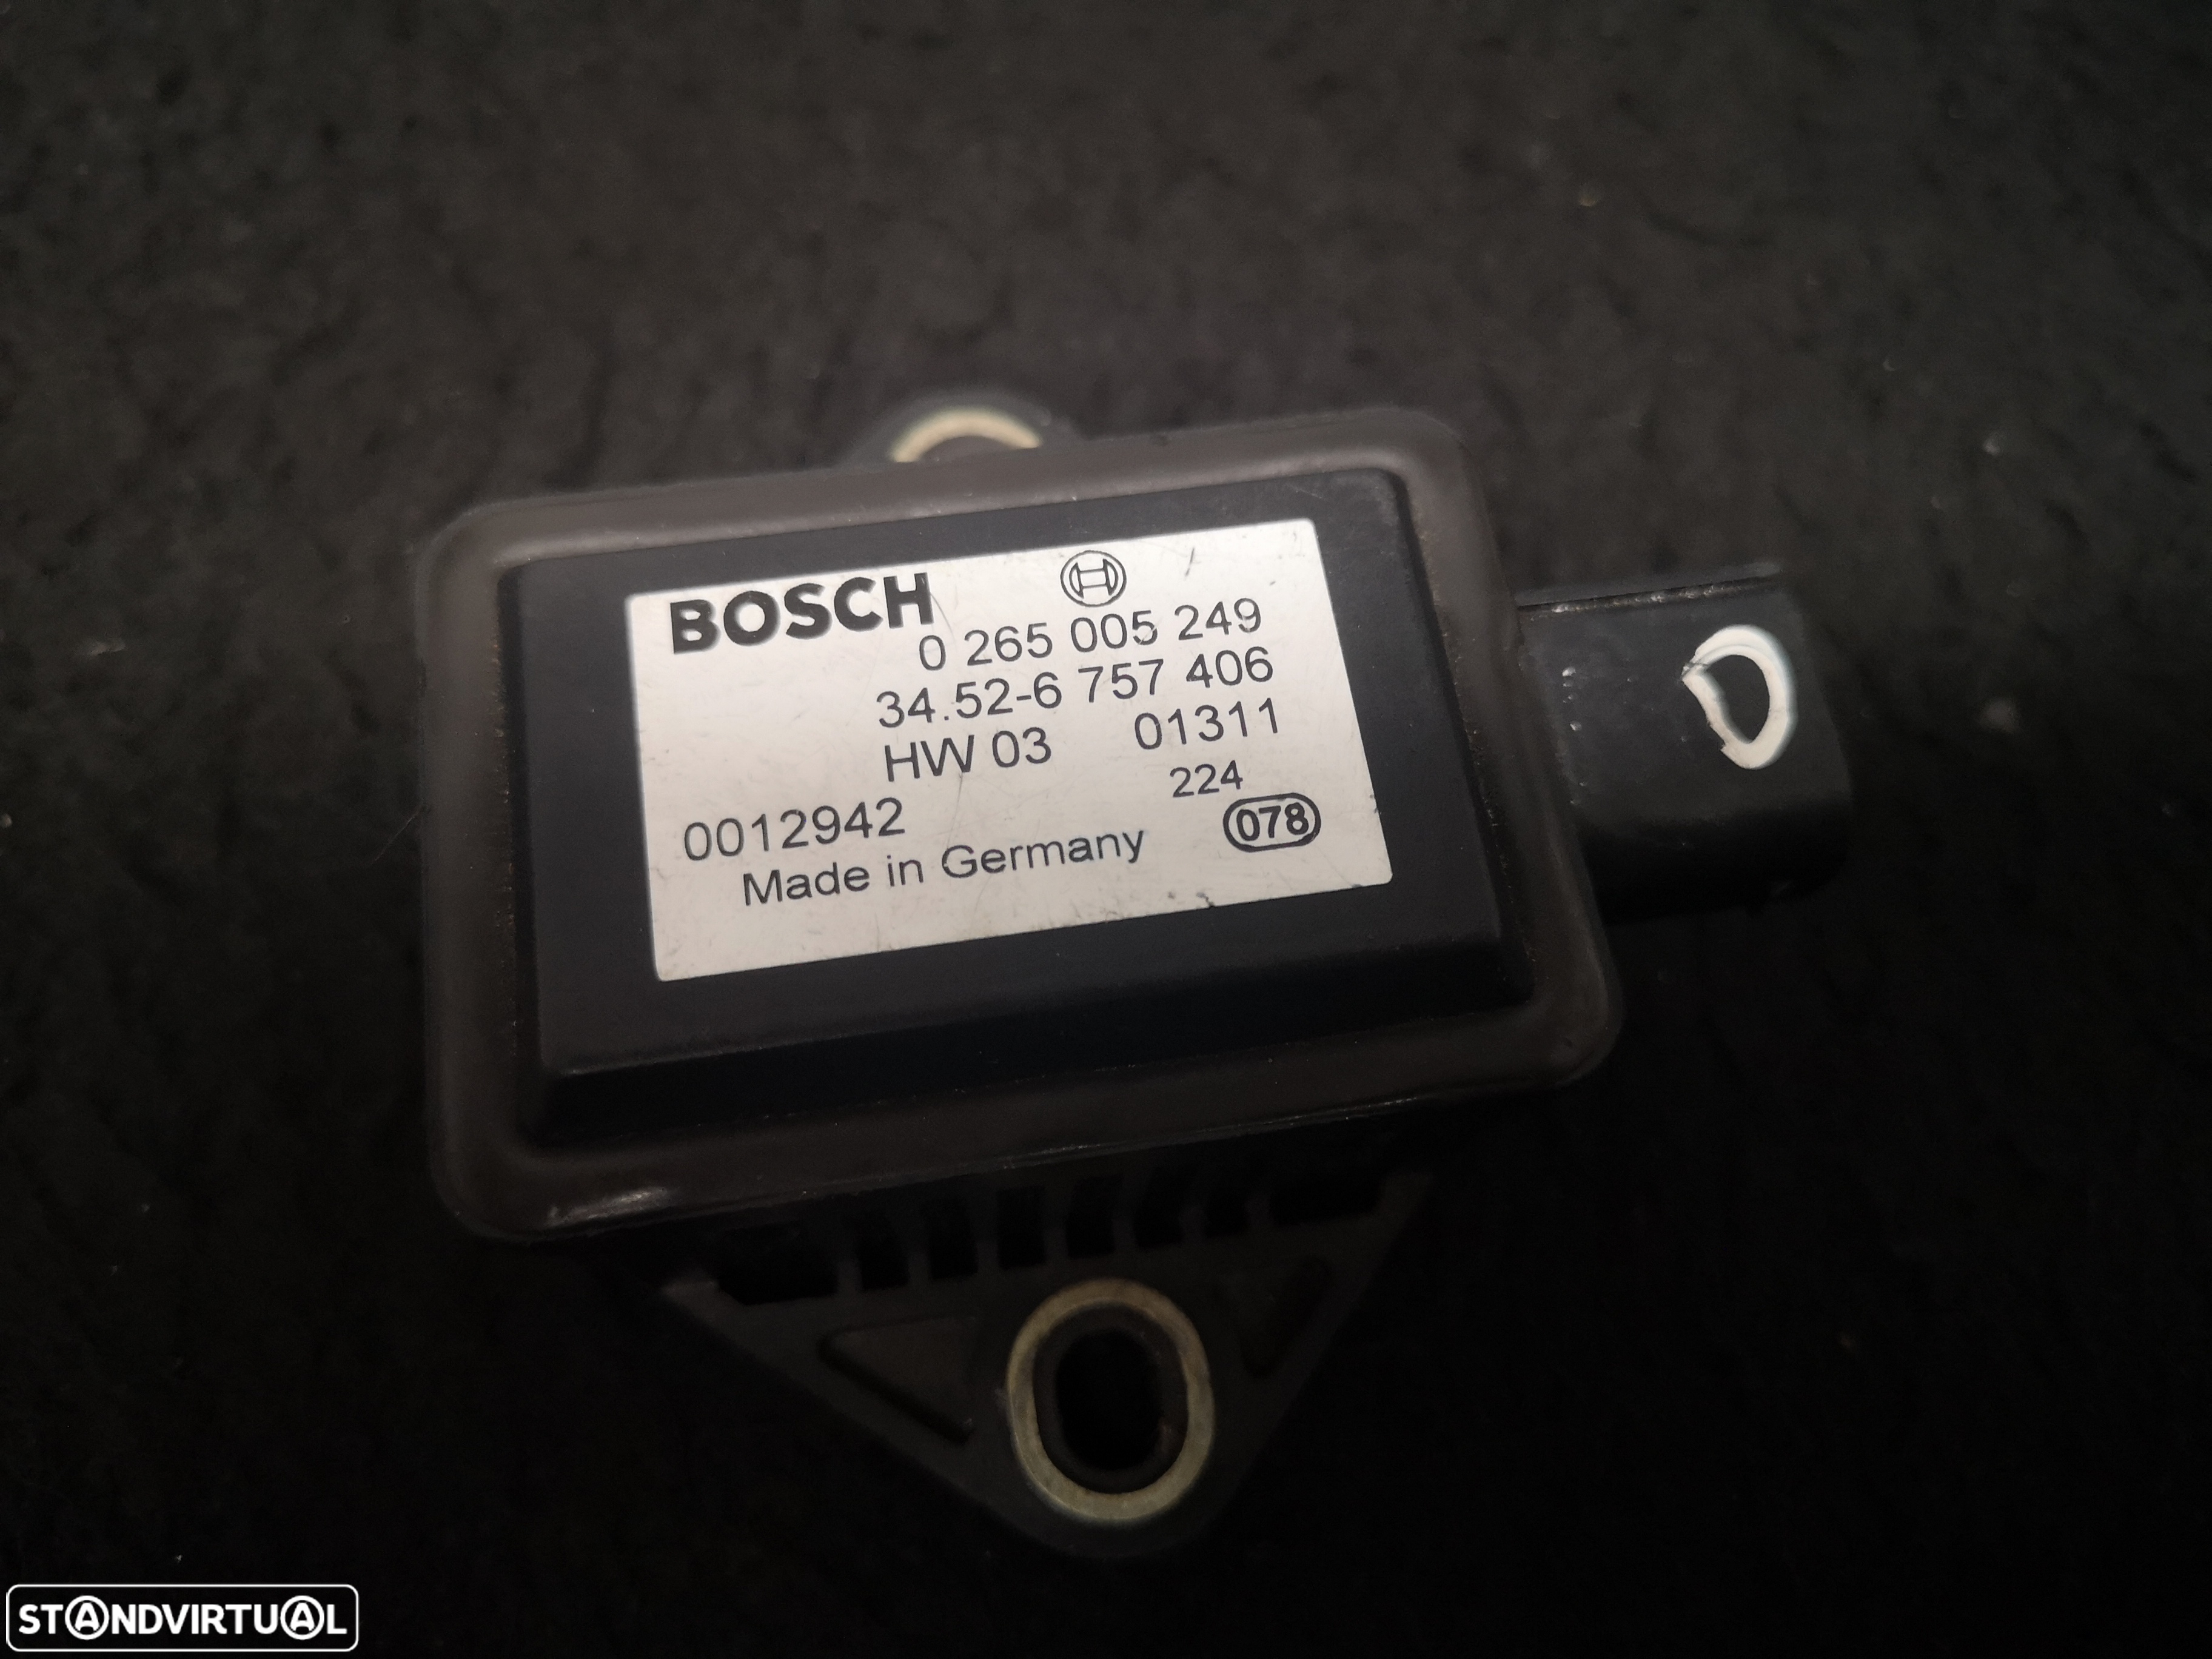 BOSCH
0 265 005 249
34.52-6 757 406
HW 03 01311
224
0012942
078
Made in Germany
STANDVIRTUAL